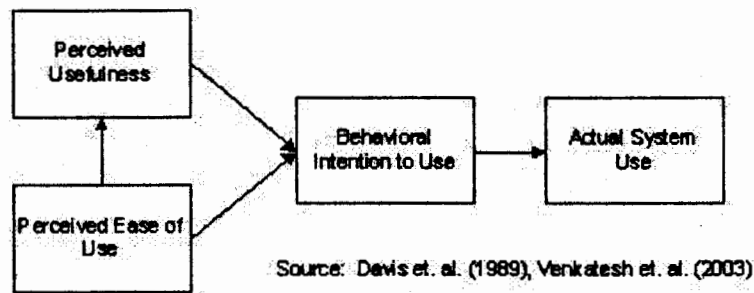 Perceived
Usefulness
Behavioral
Intention to Use
Actual System
Use
Perceived Ease of
Use
Source: Davis et. al. (1989), Venkatesh et. al. (2003)